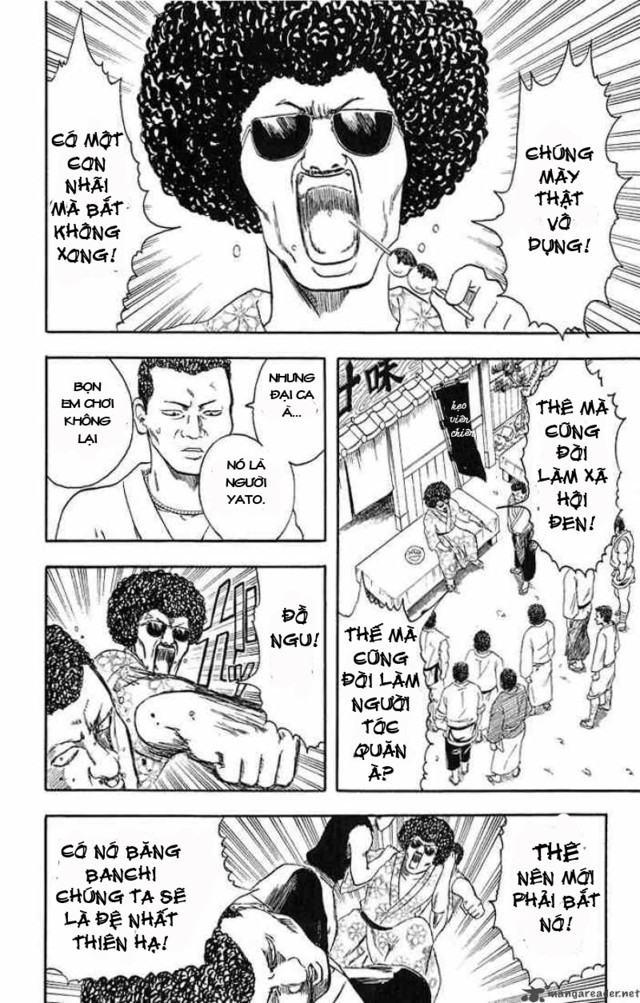 CHÚNG
MÀY
THẬT
VÔ
DỤNG!
CÓ MỘT
CON
NHÃI
MÀ BẮT
KHÔNG
XONG!
THẾ MÀ
CŨNG
ĐÒI
LÀM XÃ
HỘI
ĐEN!
十味
kẹo
viên
chiên
THẾ MÀ
CŨNG
ĐÒI LÀM
NGƯỜI
TÓC
QUĂN
À?
NHƯNG
ĐẠI CA
À...
NÓ LÀ
NGƯỜI
YATO.
BỌN
EM CHƠI
KHÔNG
LẠI
ĐỒ
NGU!
THẾ
NÊN MỚI
PHẢI BẮT
NÓ!
CÓ NÓ BĂNG
BANCHI
CHÚNG TA SẼ
LÀ ĐỆ NHẤT
THIÊN HẠ!
mangareader.net